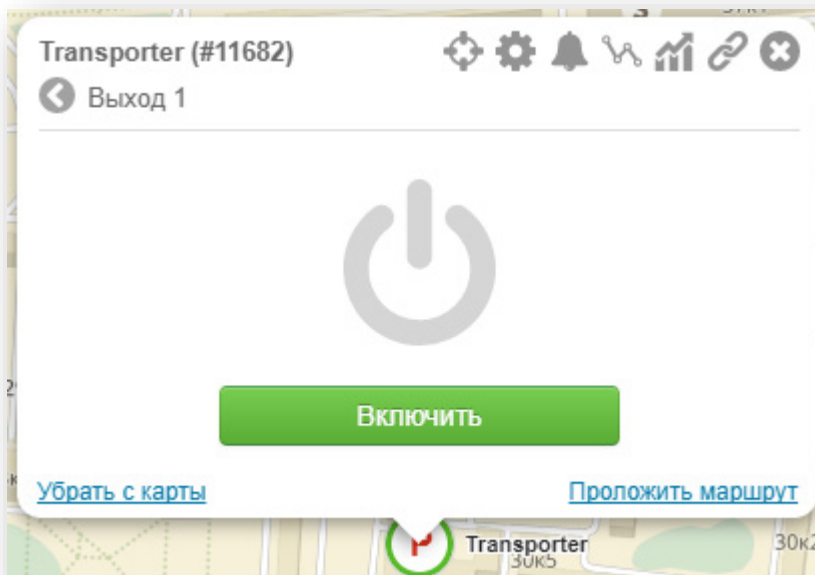 Transporter (#11682)
Выход 1
Включить
Убрать с карты
Проложить маршрут
Transporter
30к5
30к2